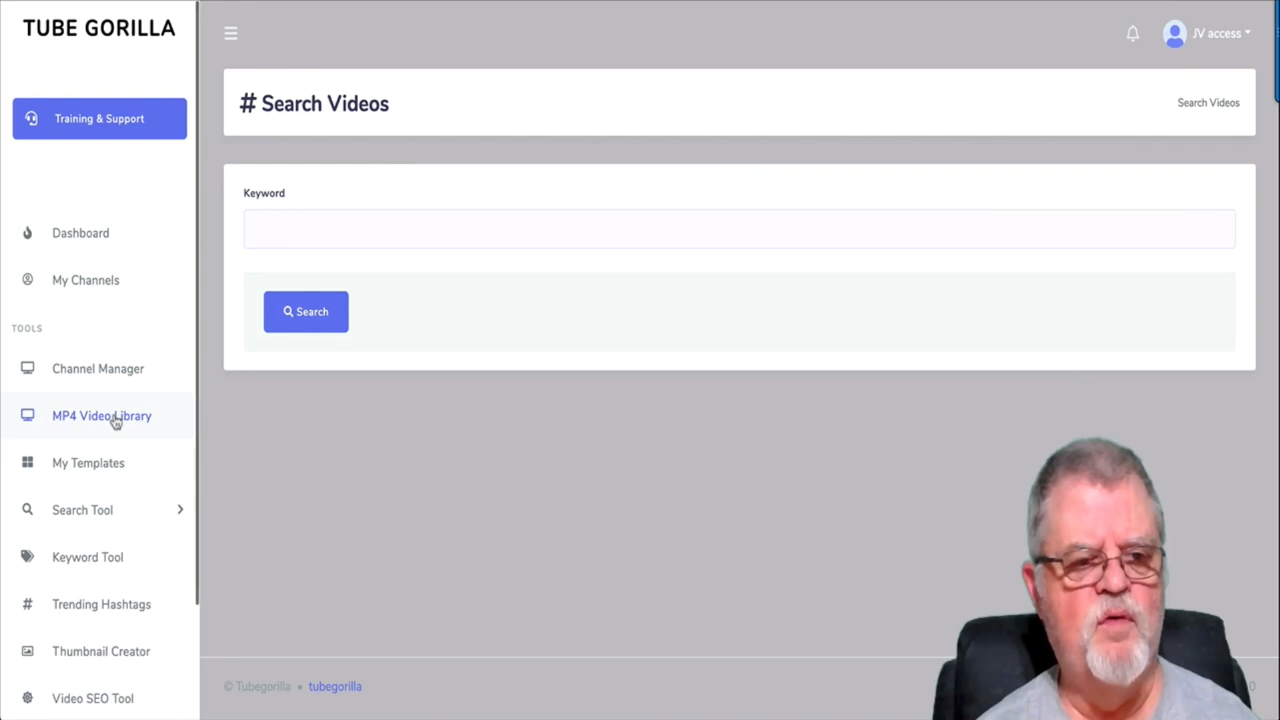 TUBE GORILLA
JV access
Training & Support
# Search Videos
Search Videos
Keyword
Search
Dashboard
My Channels
TOOLS
Channel Manager
MP4 Video Library
My Templates
Search Tool
Keyword Tool
# Trending Hashtags
Thumbnail Creator
Video SEO Tool
© Tubegorilla • tubegorilla
0